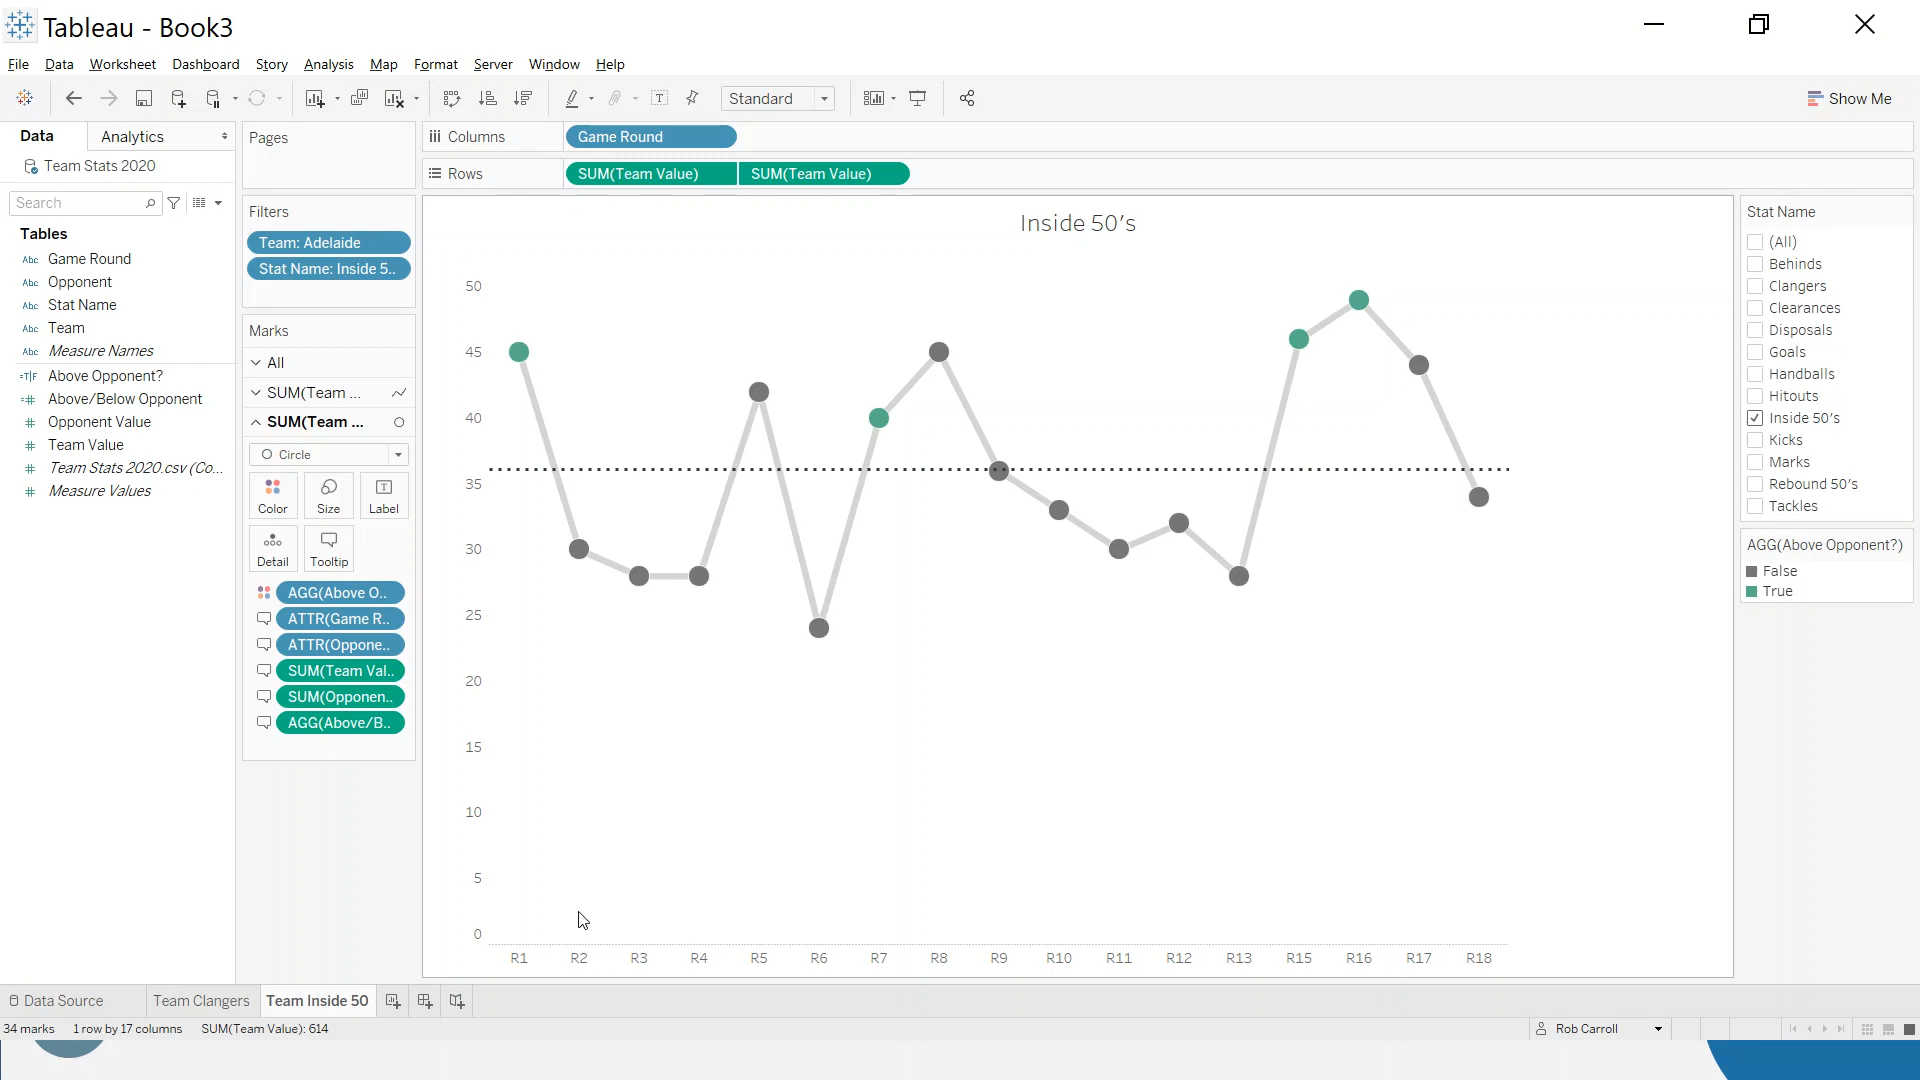 Tableau - Book3
File Data Worksheet Dashboard Story Analysis Map Format Server Window Help
Standard
Show Me
Data Analytics
Team Stats 2020
Search
Tables
Abc Game Round
Abc Opponent
Abc Stat Name
Abc Team
Abc Measure Names
=T|F Above Opponent?
=# Above/Below Opponent
# Opponent Value
# Team Value
# Team Stats 2020.csv (Co...
# Measure Values
Pages
Filters
Team: Adelaide
Stat Name: Inside 5..
Marks
All
SUM(Team ...
SUM(Team ...
Circle
Color Size Label
Detail Tooltip
AGG(Above O..
ATTR(Game R..
ATTR(Oppone..
SUM(Team Val..
SUM(Opponen..
AGG(Above/B..
Columns Game Round
Rows SUM(Team Value) SUM(Team Value)
Inside 50's
50
45
40
35
30
25
20
15
10
5
0
R1 R2 R3 R4 R5 R6 R7 R8 R9 R10 R11 R12 R13 R15 R16 R17 R18
Stat Name
(All)
Behinds
Clangers
Clearances
Disposals
Goals
Handballs
Hitouts
Inside 50's
Kicks
Marks
Rebound 50's
Tackles
AGG(Above Opponent?)
False
True
Data Source Team Clangers Team Inside 50
34 marks 1 row by 17 columns SUM(Team Value): 614
Rob Carroll